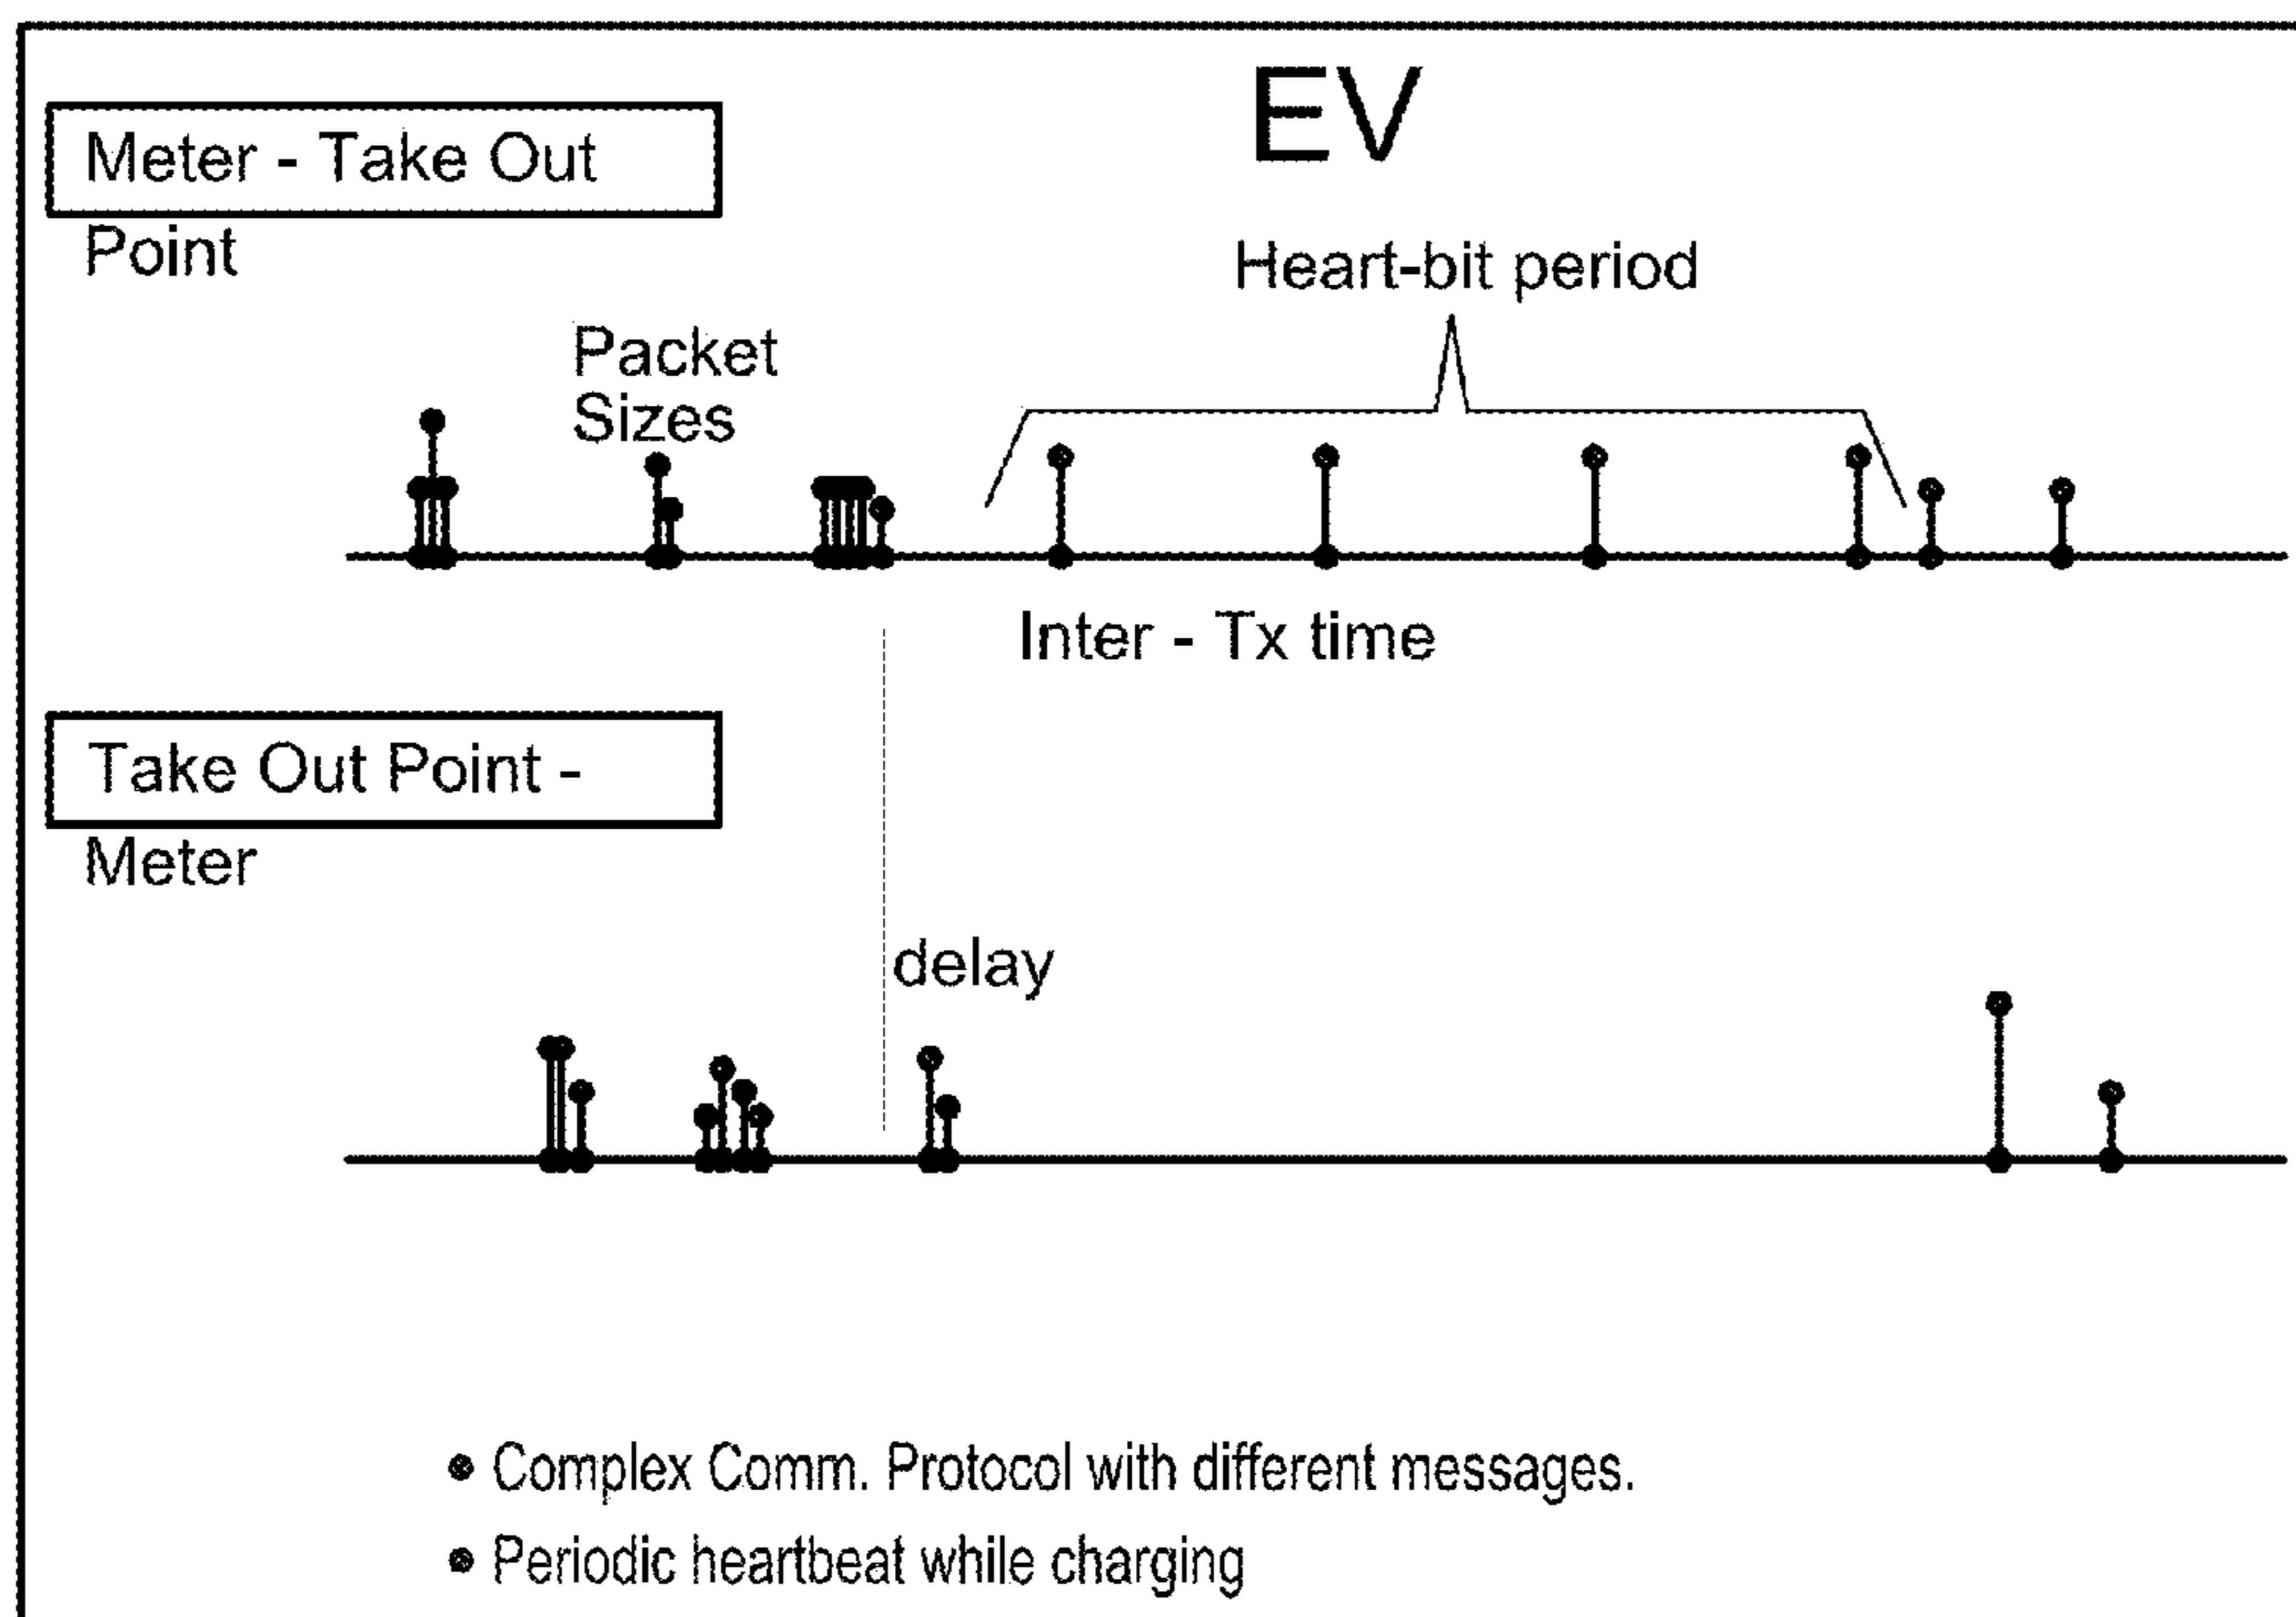 EV
Meter - Take Out
Point
Heart-bit period
Packet
Sizes
Inter - Tx time
Take Out Point -
Meter
delay
Complex Comm. Protocol with different messages.
Periodic heartbeat while charging